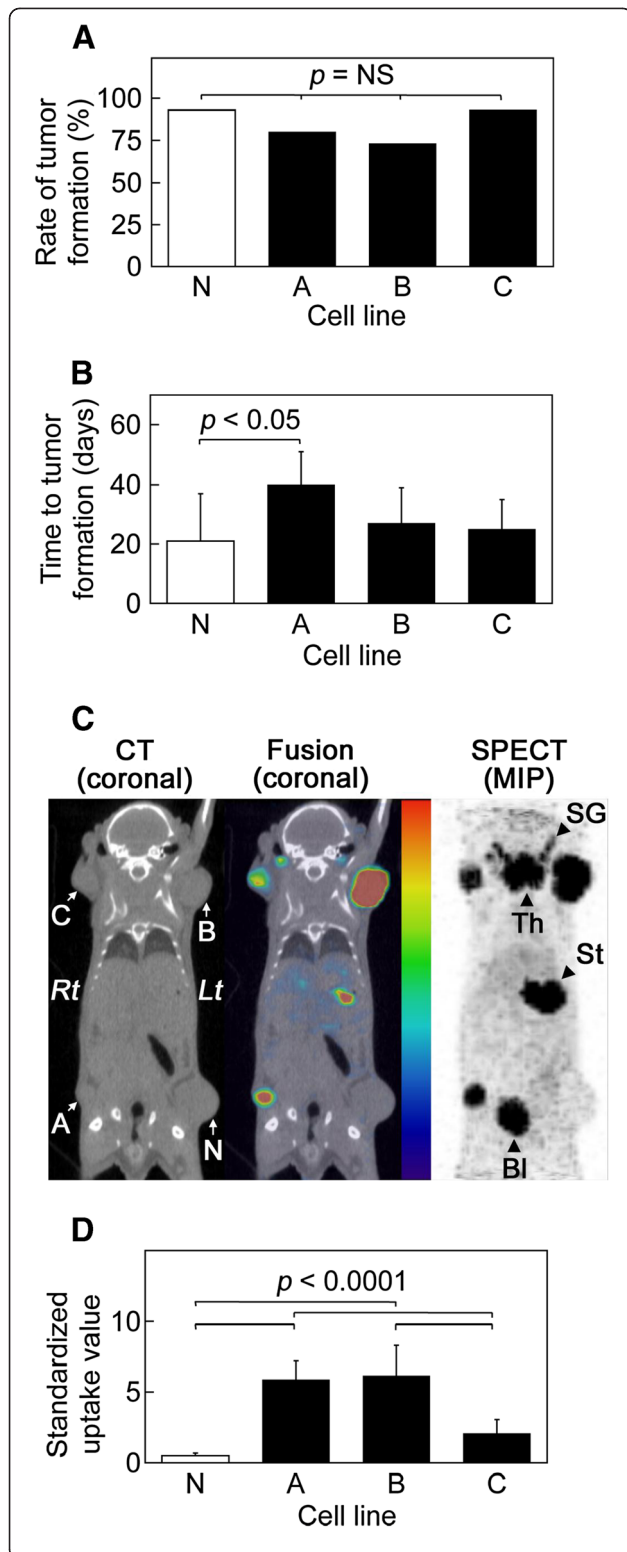 A
p = NS
100
75
50
25
0
Rate of tumor
formation (%)
N A B C
Cell line
B
p < 0.05
60
40
20
0
Time to tumor
formation (days)
N A B C
Cell line
C
CT
(coronal)
Fusion
(coronal)
SPECT
(MIP)
SG
C
B
Th
St
Rt
Lt
A
N
Bl
D
p < 0.0001
10
5
0
Standardized
uptake value
N A B C
Cell line